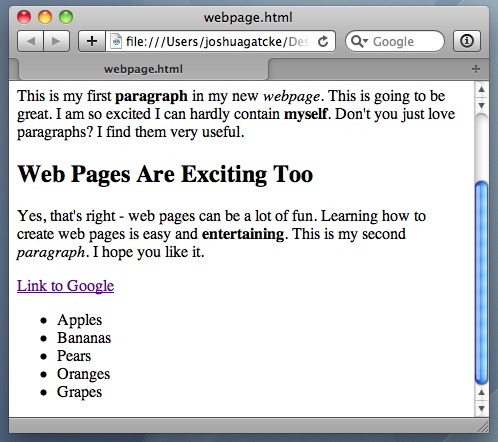 webpage.html
file:///Users/joshuagatcke/Des
Google
webpage.html
This is my first paragraph in my new webpage. This is going to be
great. I am so excited I can hardly contain myself. Don't you just love
paragraphs? I find them very useful.
Web Pages Are Exciting Too
Yes, that's right - web pages can be a lot of fun. Learning how to
create web pages is easy and entertaining. This is my second
paragraph. I hope you like it.
Link to Google
• Apples
• Bananas
• Pears
• Oranges
• Grapes